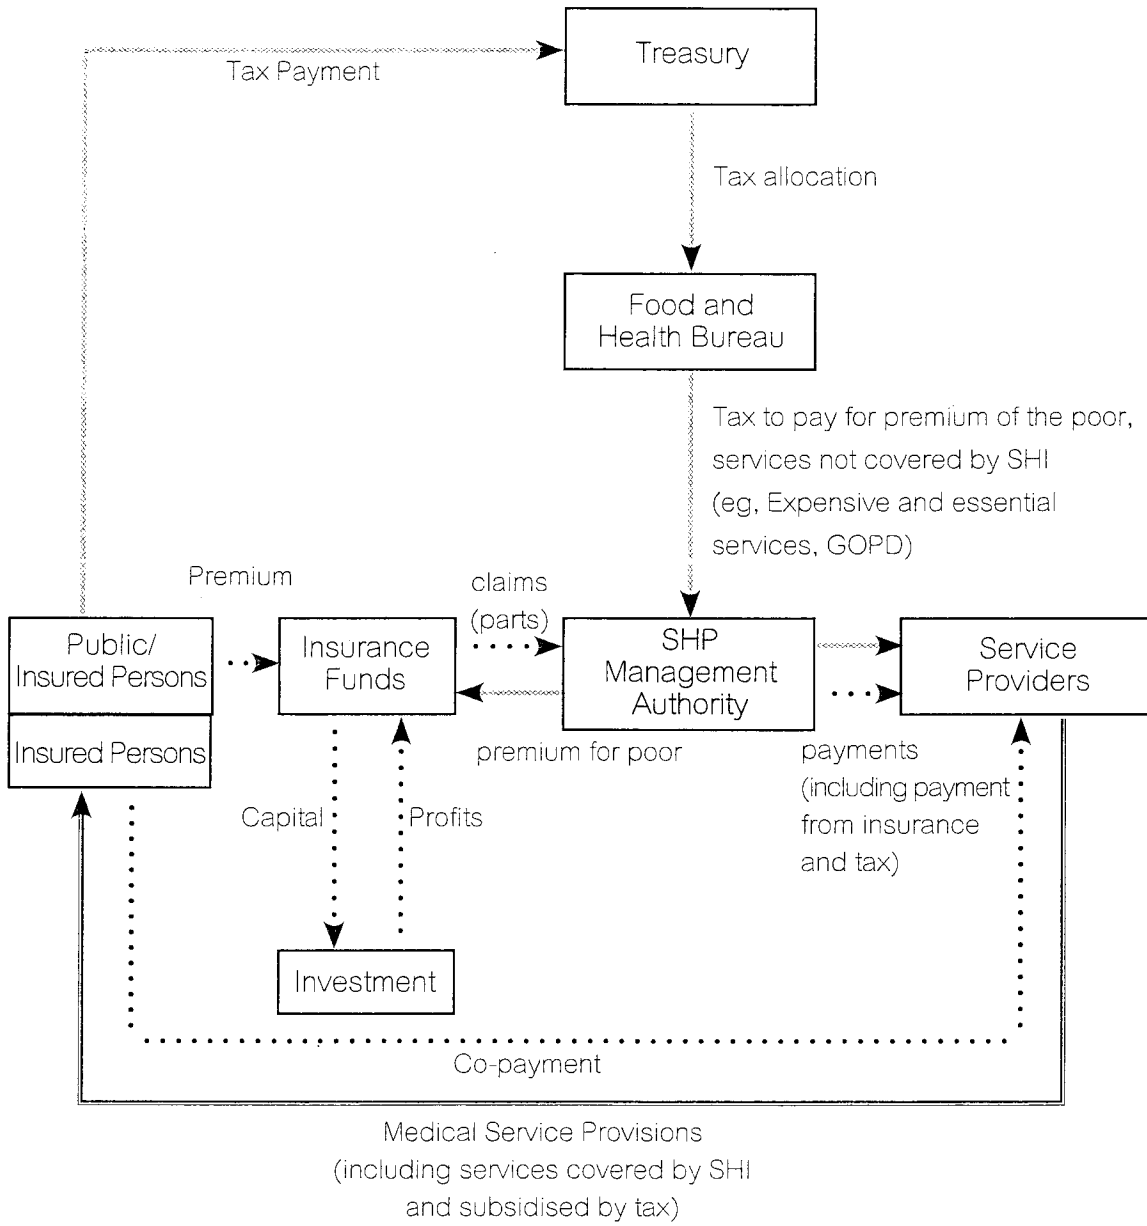 Treasury
Tax Payment
Tax allocation
Food and
Health Bureau
Tax to pay for premium of the poor,
services not covered by SHI
(eg, Expensive and essential
services, GOPD)
Premium
claims
(parts)
Public/
Insured Persons
Insured Persons
Insurance
Funds
SHP
Management
Authority
Service
Providers
premium for poor
payments
(including payment
from insurance
and tax)
Capital
Profits
Investment
Co-payment
Medical Service Provisions
(including services covered by SHI
and subsidised by tax)